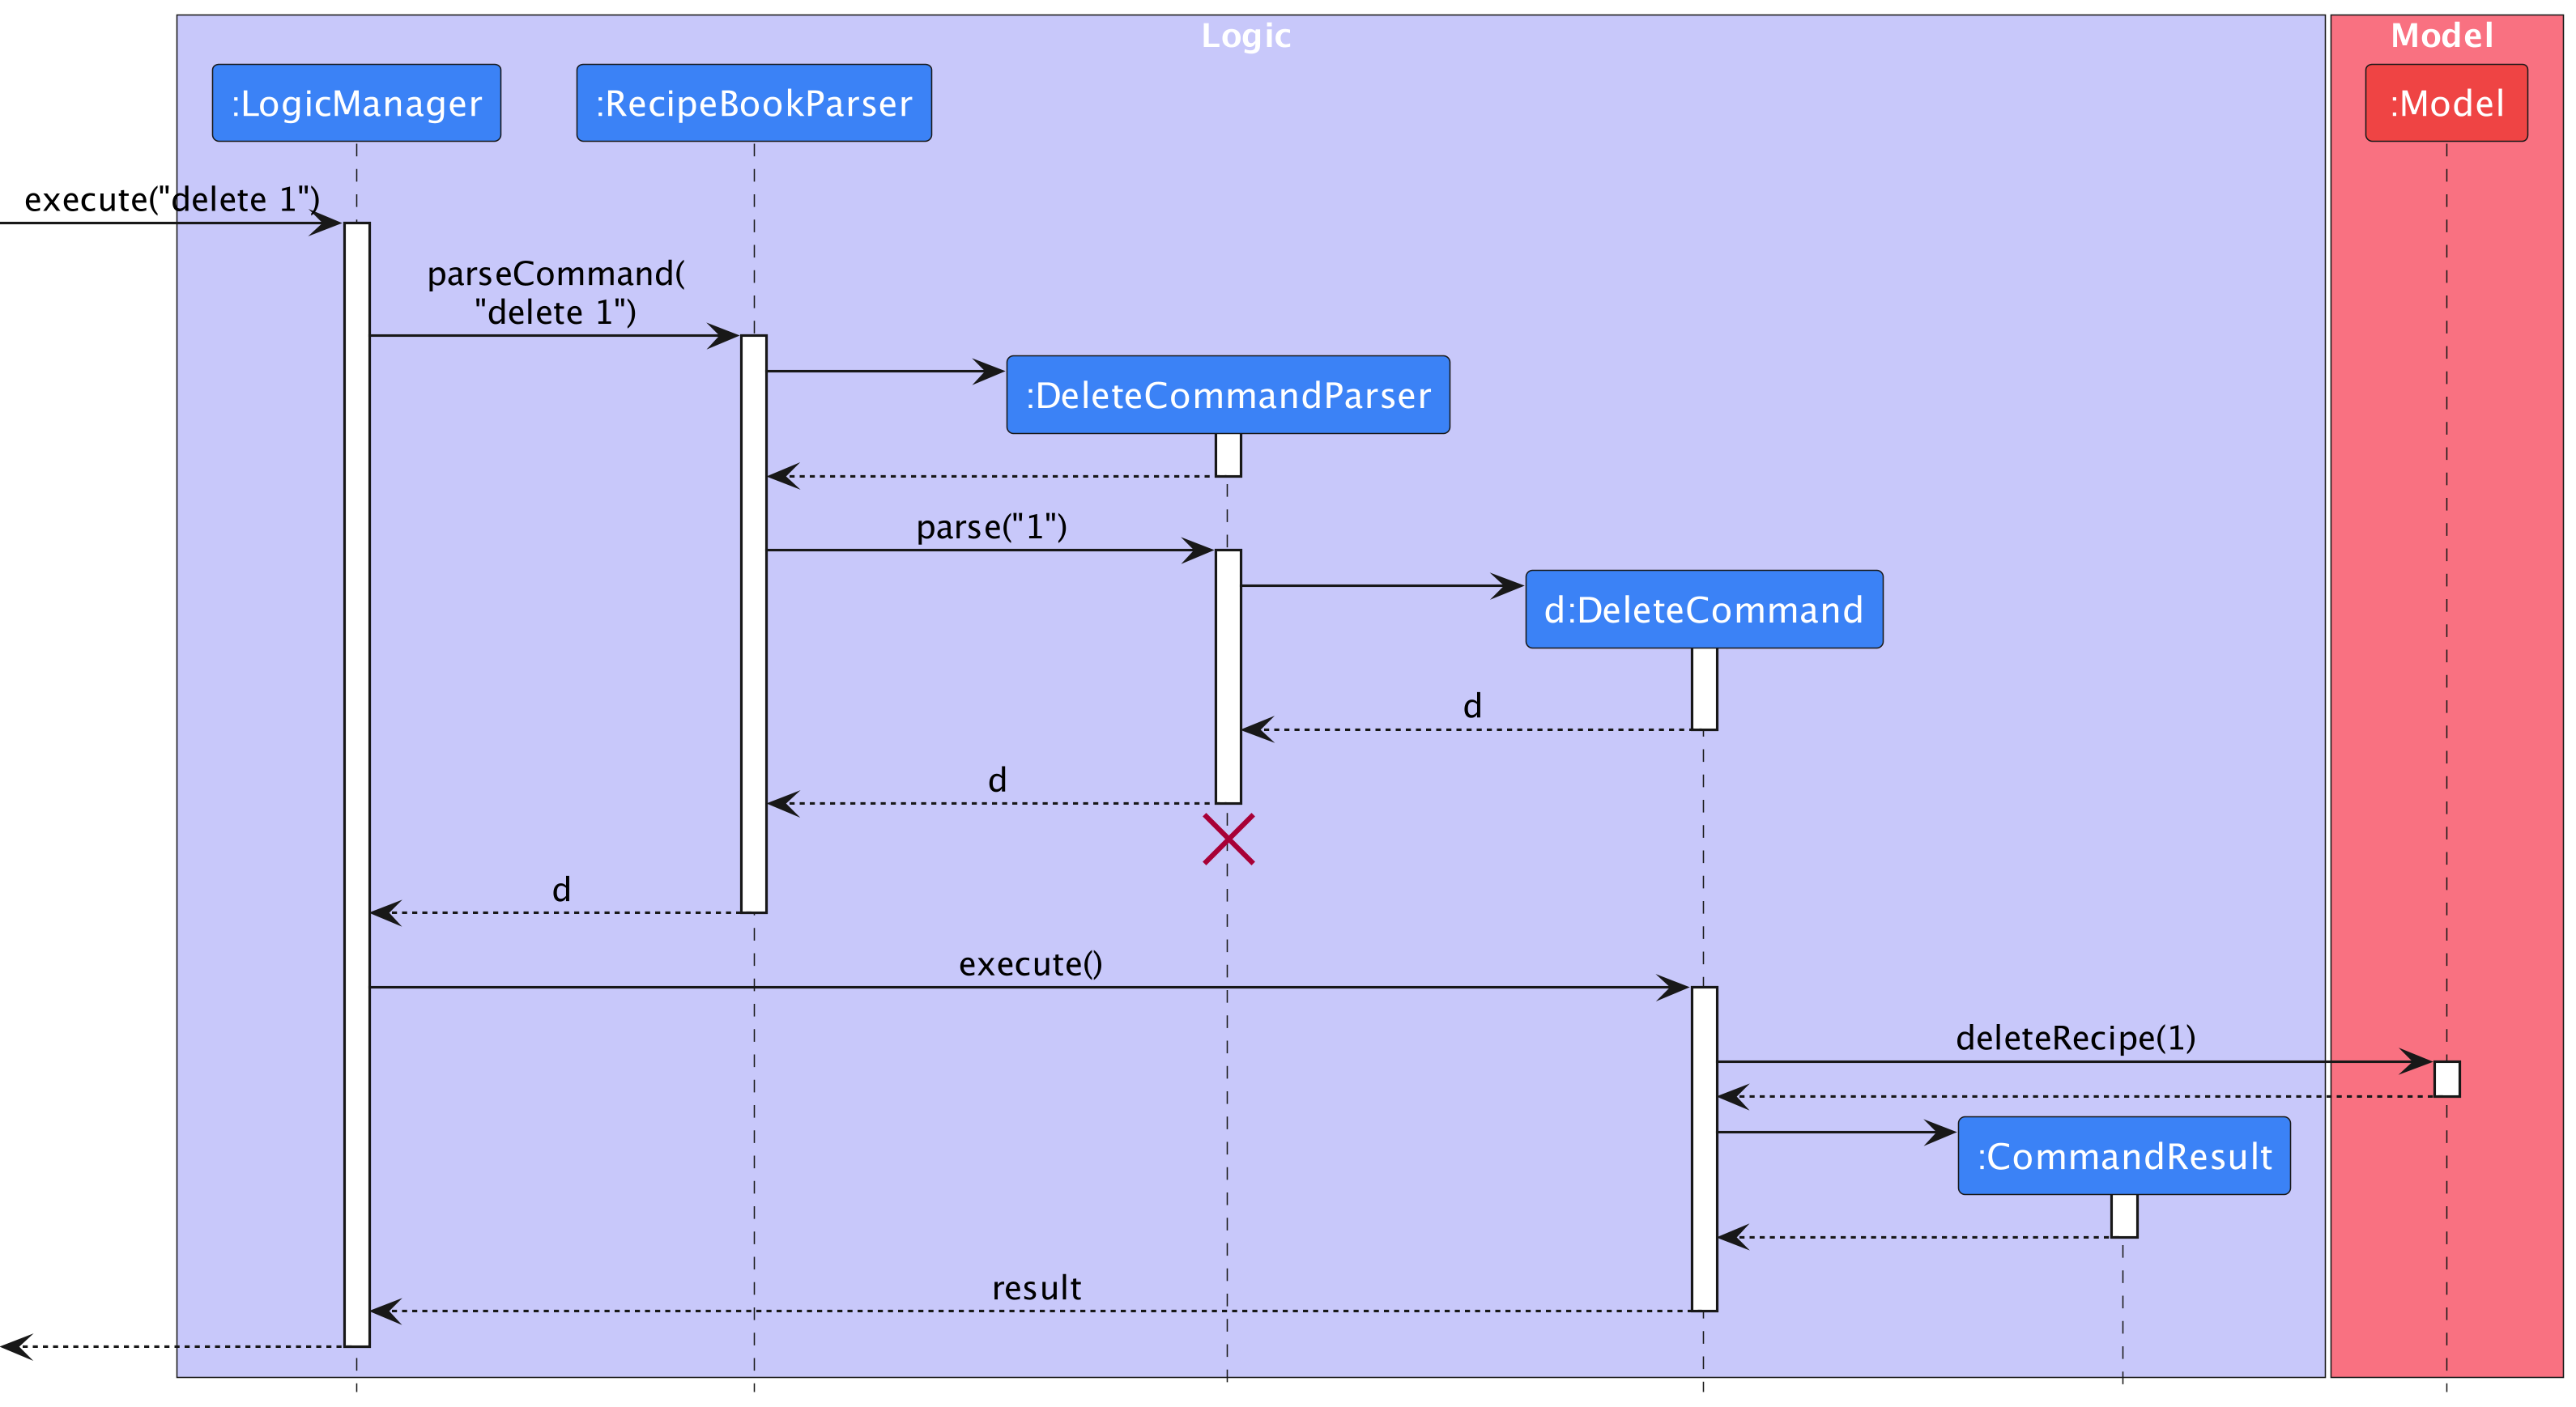 Logic
Model
:LogicManager
:RecipeBookParser
:Model
execute("delete 1")
parseCommand(
"delete 1")
:DeleteCommandParser
parse("1")
d:DeleteCommand
d
d
d
execute()
deleteRecipe(1)
:CommandResult
result